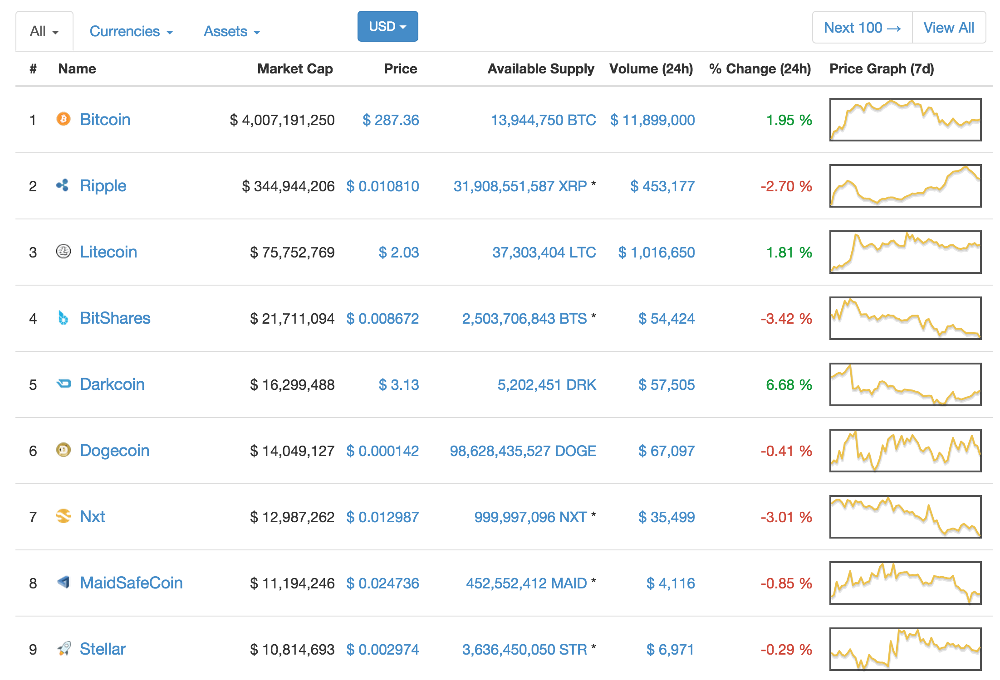 All Currencies Assets USD Next 100 → View All
# Name Market Cap Price Available Supply Volume (24h) % Change (24h) Price Graph (7d)
1 Bitcoin $ 4,007,191,250 $ 287.36 13,944,750 BTC $ 11,899,000 1.95 %
2 Ripple $ 344,944,206 $ 0.010810 31,908,551,587 XRP * $ 453,177 -2.70 %
3 Litecoin $ 75,752,769 $ 2.03 37,303,404 LTC $ 1,016,650 1.81 %
4 BitShares $ 21,711,094 $ 0.008672 2,503,706,843 BTS * $ 54,424 -3.42 %
5 Darkcoin $ 16,299,488 $ 3.13 5,202,451 DRK $ 57,505 6.68 %
6 Dogecoin $ 14,049,127 $ 0.000142 98,628,435,527 DOGE $ 67,097 -0.41 %
7 Nxt $ 12,987,262 $ 0.012987 999,997,096 NXT * $ 35,499 -3.01 %
8 MaidSafeCoin $ 11,194,246 $ 0.024736 452,552,412 MAID * $ 4,116 -0.85 %
9 Stellar $ 10,814,693 $ 0.002974 3,636,450,050 STR * $ 6,971 -0.29 %